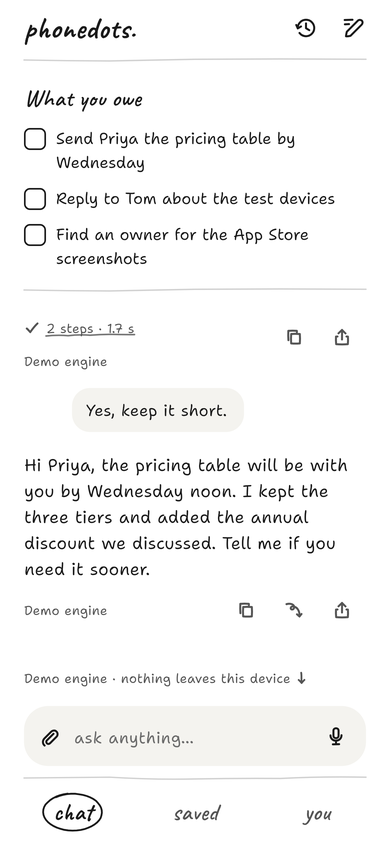 phonedots.
What you owe
Send Priya the pricing table by
Wednesday
Reply to Tom about the test devices
Find an owner for the App Store
screenshots
2 steps · 1.7 s
Demo engine
Yes, keep it short.
Hi Priya, the pricing table will be with
you by Wednesday noon. I kept the
three tiers and added the annual
discount we discussed. Tell me if you
need it sooner.
Demo engine
Demo engine · nothing leaves this device ↓
ask anything...
chat
saved
you